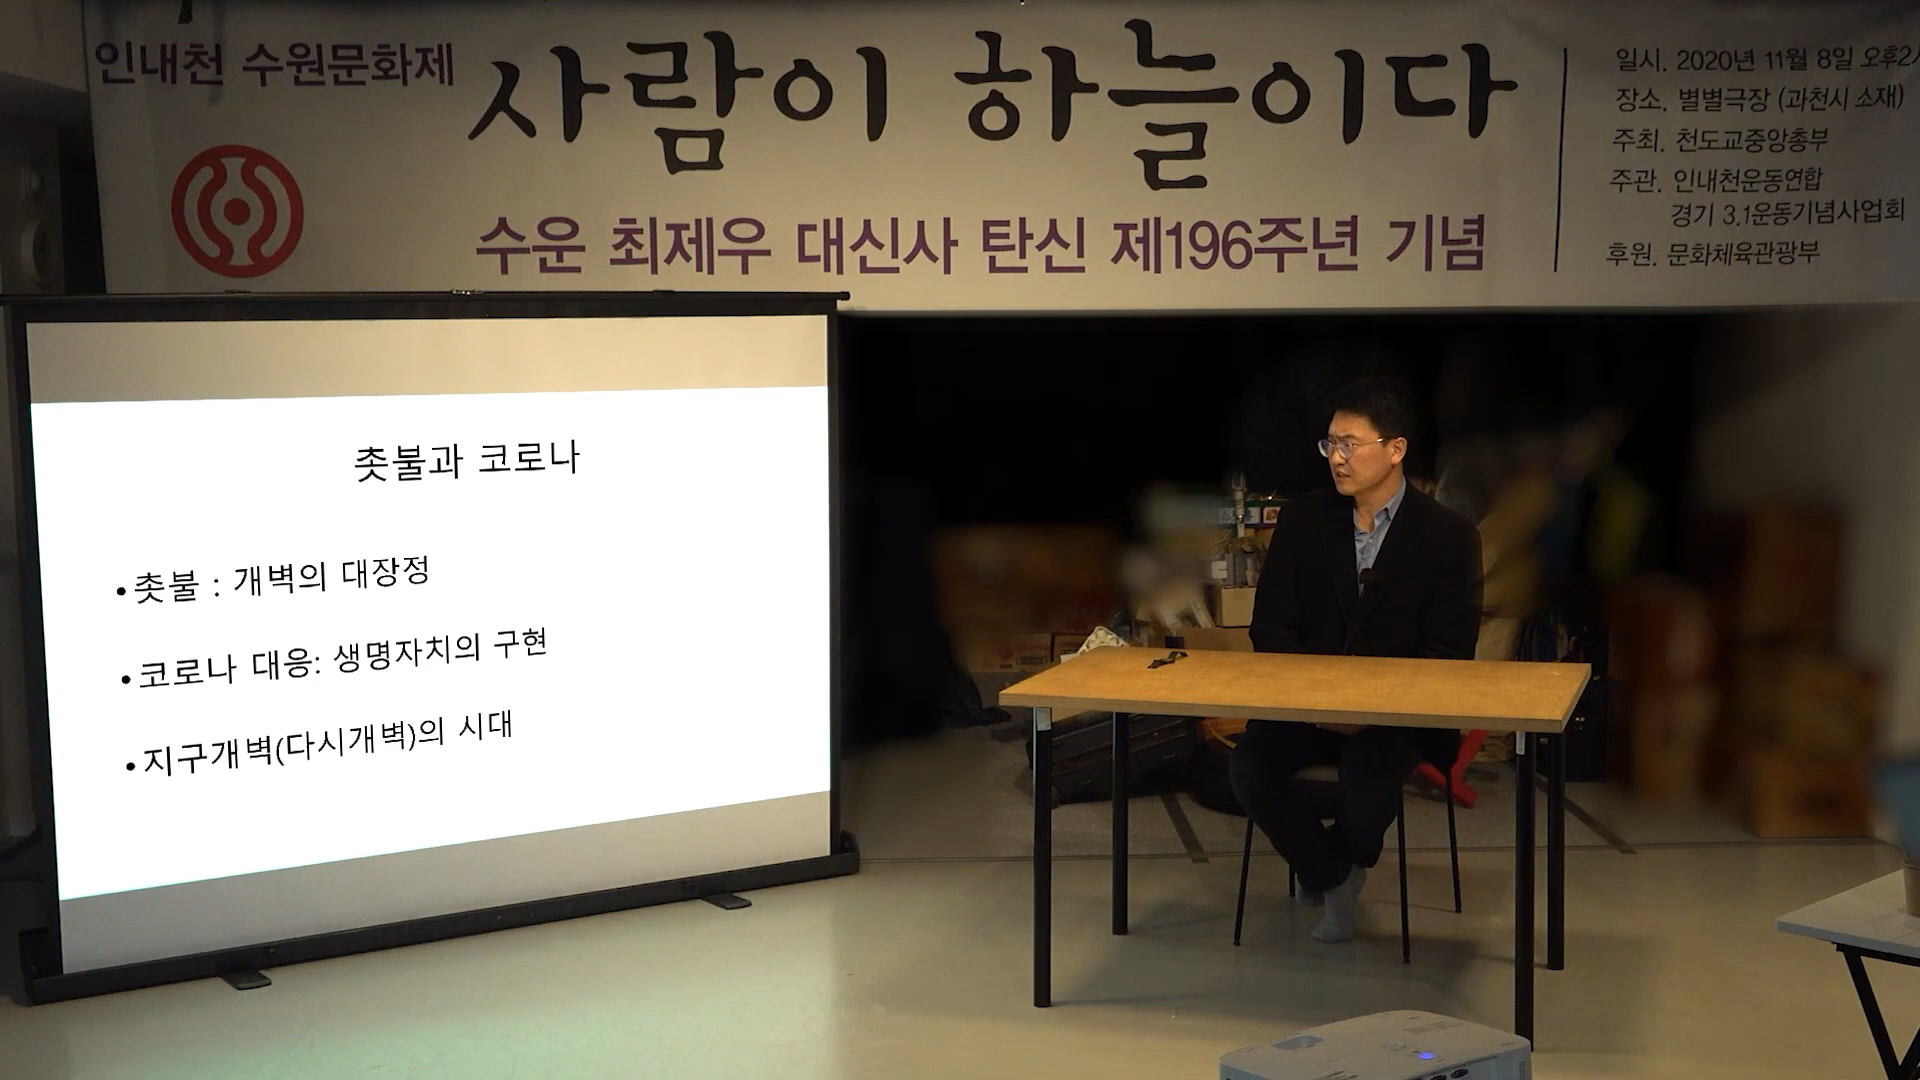 인내천 수원문화제
사람이 하늘이다
수운 최제우 대신사 탄신 제196주년 기념
일시. 2020년 11월 8일 오후2시
장소. 별별극장 (과천시 소재)
주최. 천도교중앙총부
주관. 인내천운동연합
경기 3.1운동기념사업회
후원. 문화체육관광부
촛불과 코로나
•촛불 : 개벽의 대장정
•코로나 대응: 생명자치의 구현
•지구개벽(다시개벽)의 시대